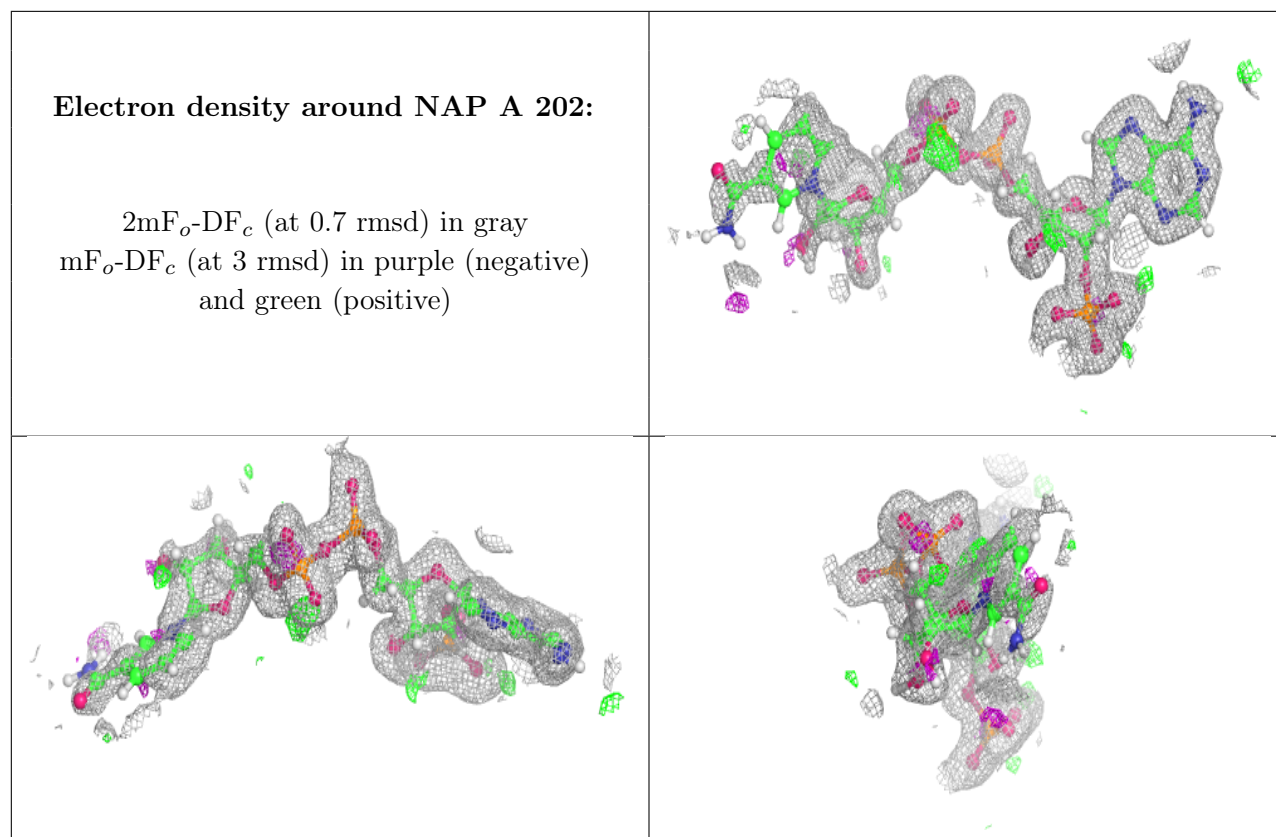 Electron density around NAP A 202:
2mFo-DFc (at 0.7 rmsd) in gray
mFo-DFc (at 3 rmsd) in purple (negative)
and green (positive)